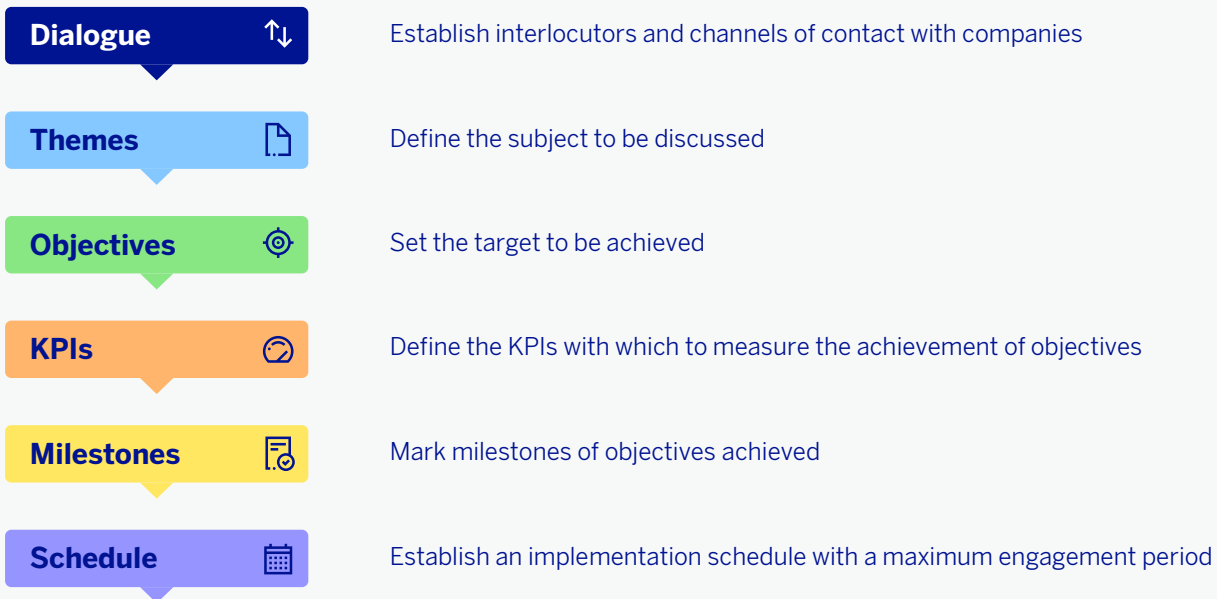 Dialogue
Establish interlocutors and channels of contact with companies
Themes
Define the subject to be discussed
Objectives
Set the target to be achieved
KPIs
Define the KPIs with which to measure the achievement of objectives
Milestones
Mark milestones of objectives achieved
Schedule
Establish an implementation schedule with a maximum engagement period